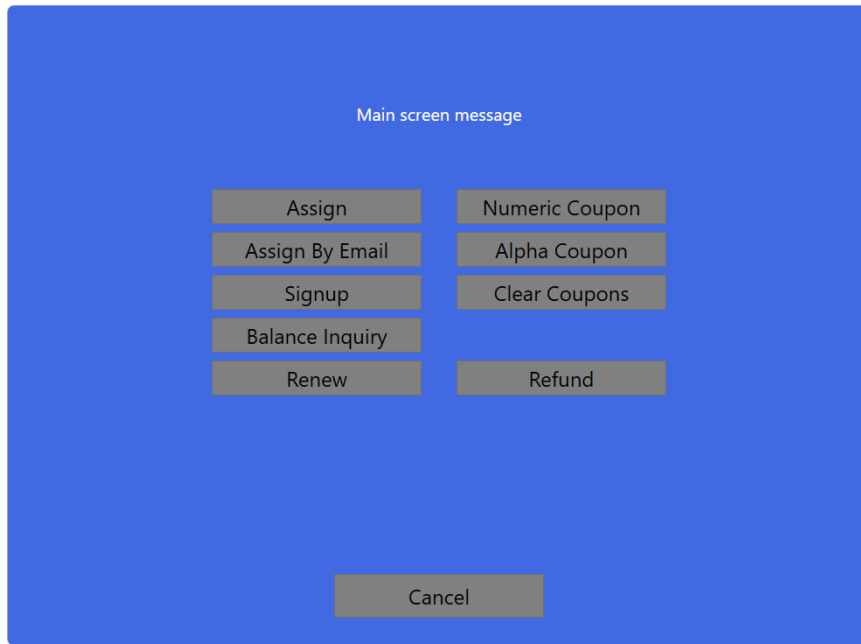 Main screen message
Assign
Numeric Coupon
Assign By Email
Alpha Coupon
Signup
Clear Coupons
Balance Inquiry
Renew
Refund
Cancel